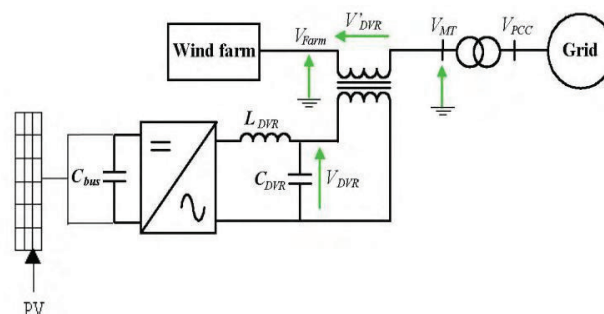 V'DVR
VFarm
VMT
VPCC
Wind farm
Grid
LDVR
Cbus
CDVR
VDVR
PV